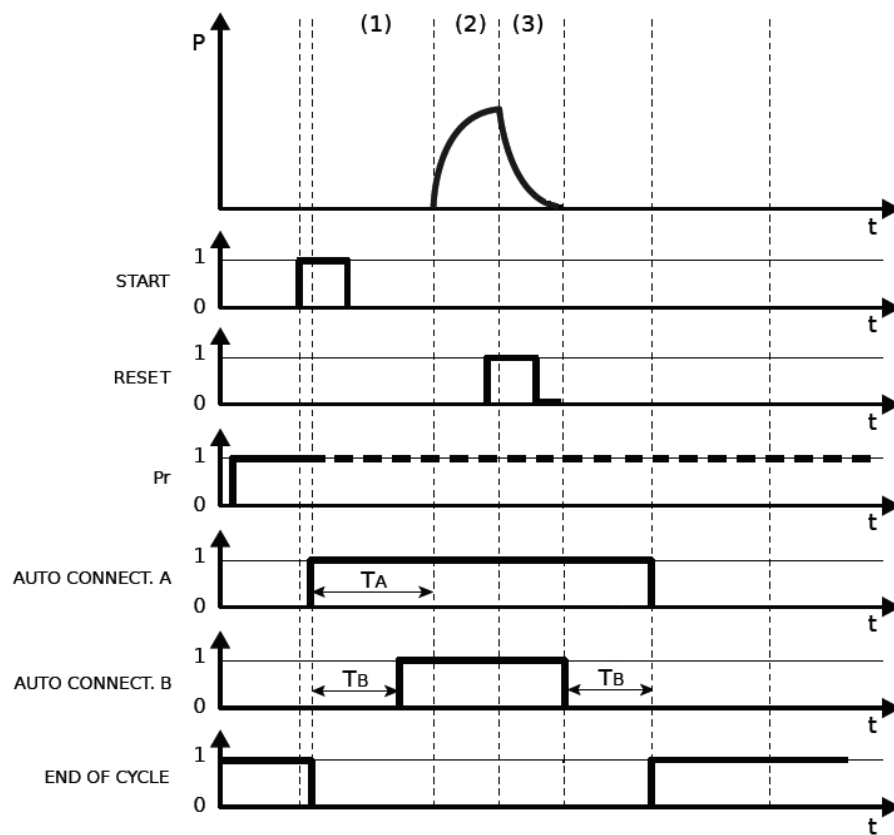 (1) (2) (3)
P
t
1
START
0
t
1
RESET
0
t
1
Pr
0
t
1
AUTO CONNECT. A
TA
0
t
1
AUTO CONNECT. B
TB TB
0
t
1
END OF CYCLE
0
t